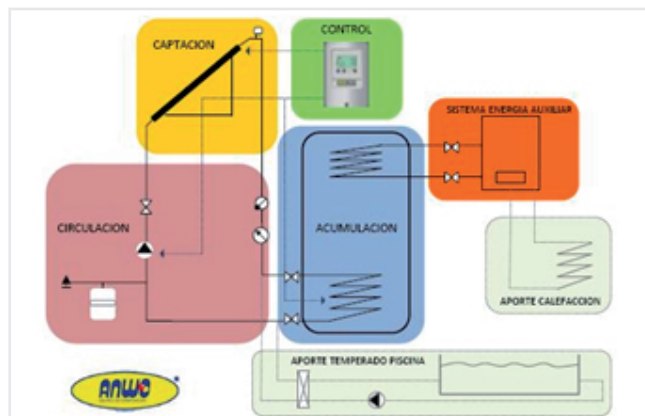 CAPTACION
CONTROL
SISTEMA ENERGIA AUXILIAR
CIRCULACION
ACUMULACION
APORTE CALEFACCION
APORTE TEMPERADO PISCINA
ANWO